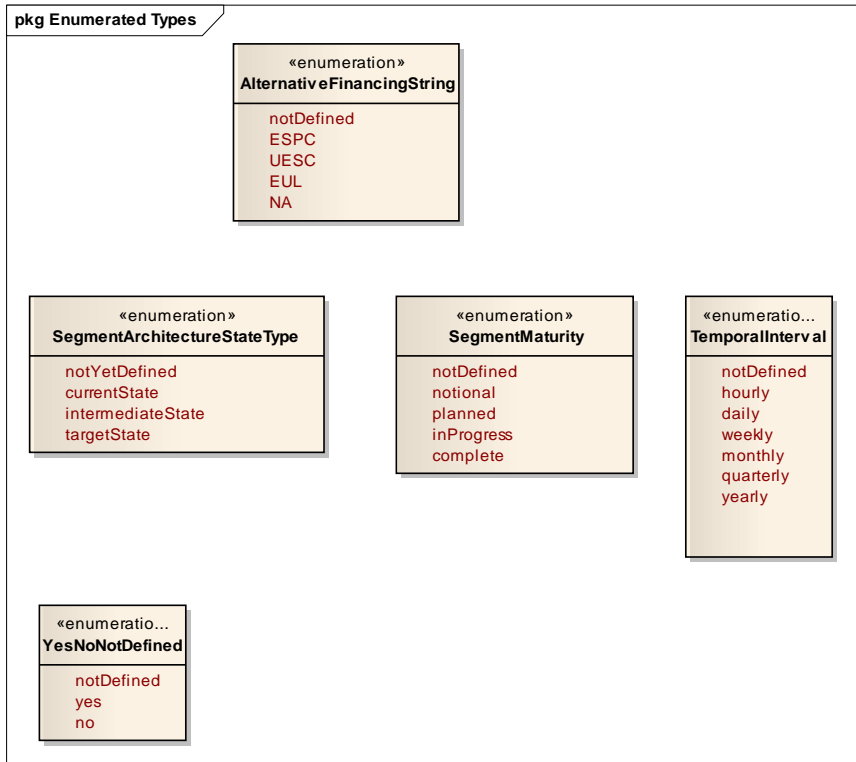 pkg Enumerated Types
«enumeration»
AlternativeFinancingString
notDefined
ESPC
UESC
EUL
NA
«enumeration»
SegmentArchitectureStateType
notYetDefined
currentState
intermediateState
targetState
«enumeration»
SegmentMaturity
notDefined
notional
planned
inProgress
complete
«enumeratio...
TemporalInterval
notDefined
hourly
daily
weekly
monthly
quarterly
yearly
«enumeratio...
YesNoNotDefined
notDefined
yes
no